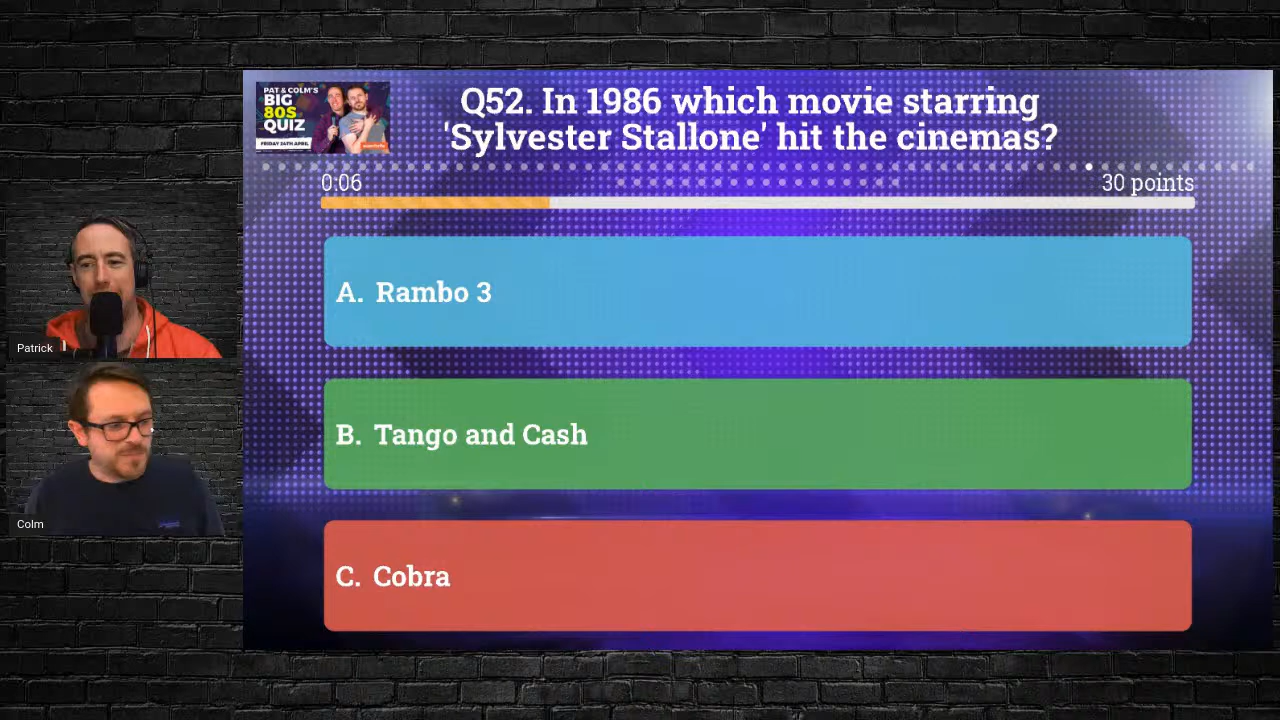 PAT & COLM'S
BIG
80S
QUIZ
FRIDAY 24TH APRIL
Q52. In 1986 which movie starring
'Sylvester Stallone' hit the cinemas?
0:06
30 points
A. Rambo 3
B. Tango and Cash
C. Cobra
Patrick
Colm